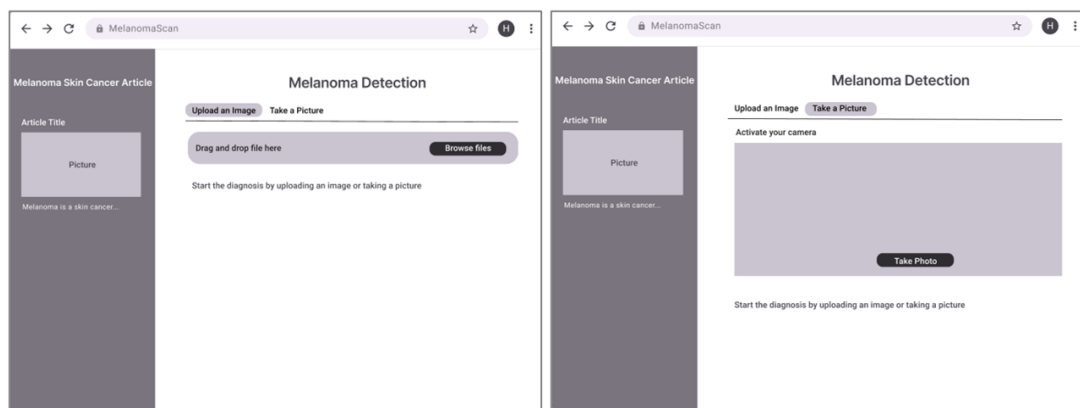 MelanomaScan
H
Melanoma Skin Cancer Article
Article Title
Picture
Melanoma is a skin cancer...
Melanoma Detection
Upload an Image
Take a Picture
Drag and drop file here
Browse files
Start the diagnosis by uploading an image or taking a picture
MelanomaScan
H
Melanoma Skin Cancer Article
Article Title
Picture
Melanoma is a skin cancer...
Melanoma Detection
Upload an Image
Take a Picture
Activate your camera
Take Photo
Start the diagnosis by uploading an image or taking a picture